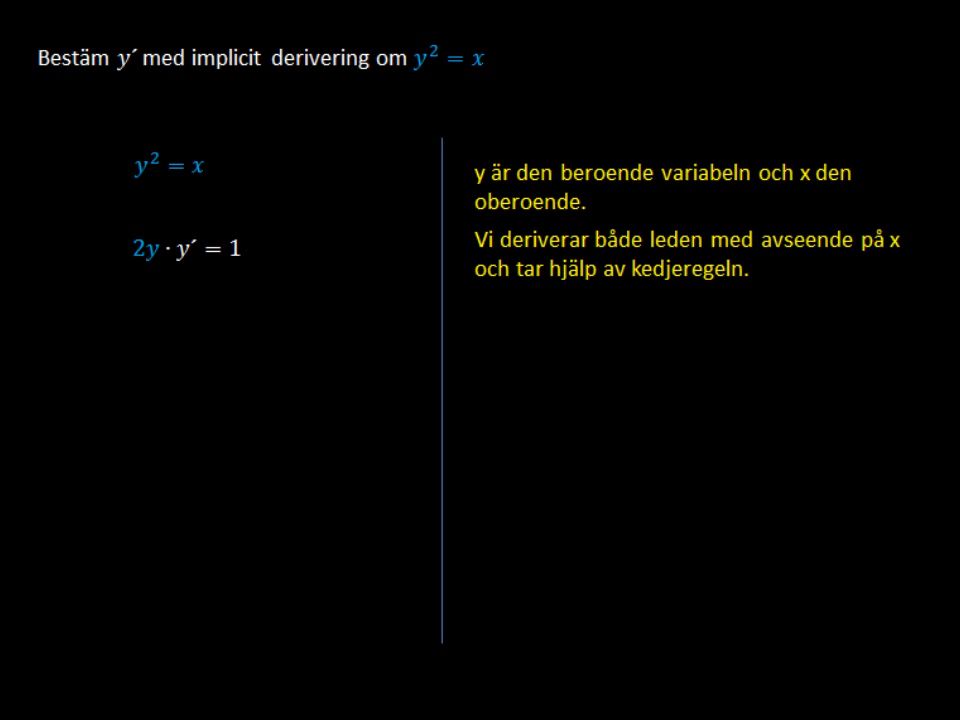 Bestäm y´ med implicit derivering om y² = x
y² = x
2y · y´ = 1
y är den beroende variabeln och x den
oberoende.
Vi deriverar både leden med avseende på x
och tar hjälp av kedjeregeln.